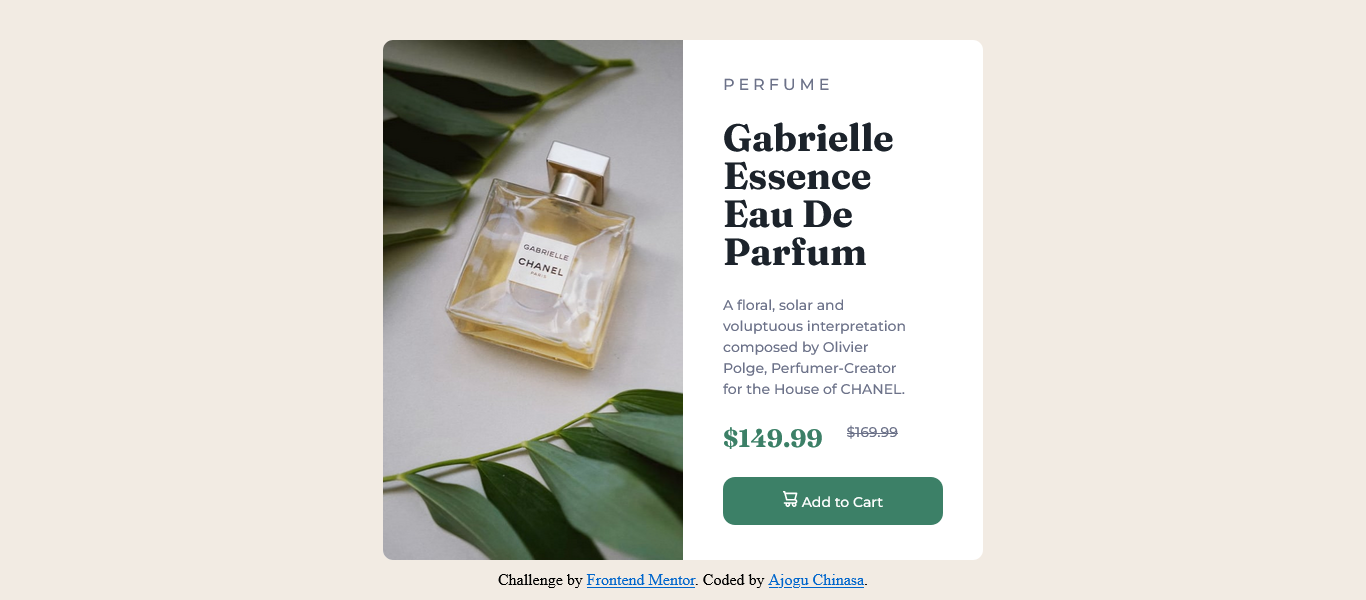 PERFUME
Gabrielle
Essence
Eau De
Parfum
A floral, solar and
voluptuous interpretation
composed by Olivier
Polge, Perfumer-Creator
for the House of CHANEL.
$149.99 $169.99
Add to Cart
GABRIELLE
CHANEL
PARIS
Challenge by Frontend Mentor. Coded by Ajogu Chinasa.